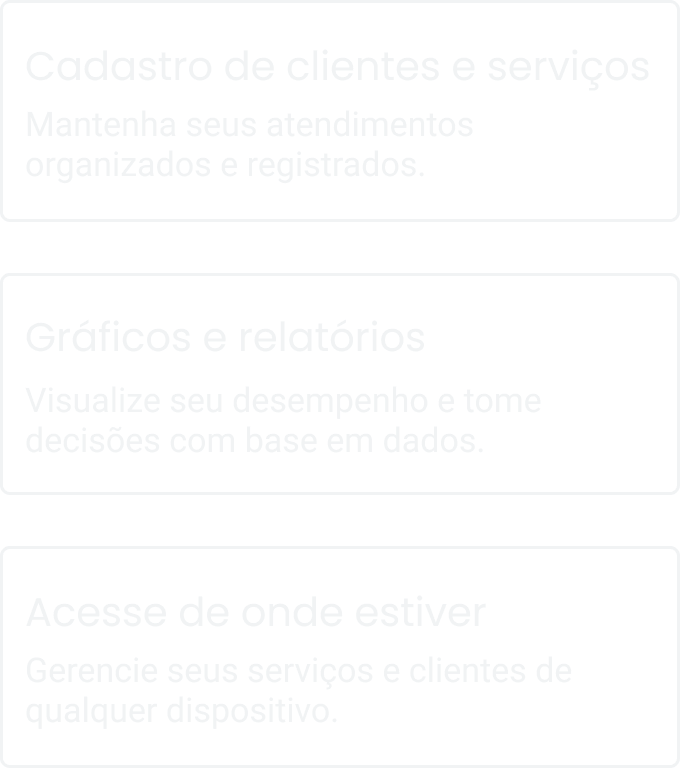 Cadastro de clientes e serviços
Mantenha seus atendimentos
organizados e registrados.
Gráficos e relatórios
Visualize seu desempenho e tome
decisões com base em dados.
Acesse de onde estiver
Gerencie seus serviços e clientes de
qualquer dispositivo.